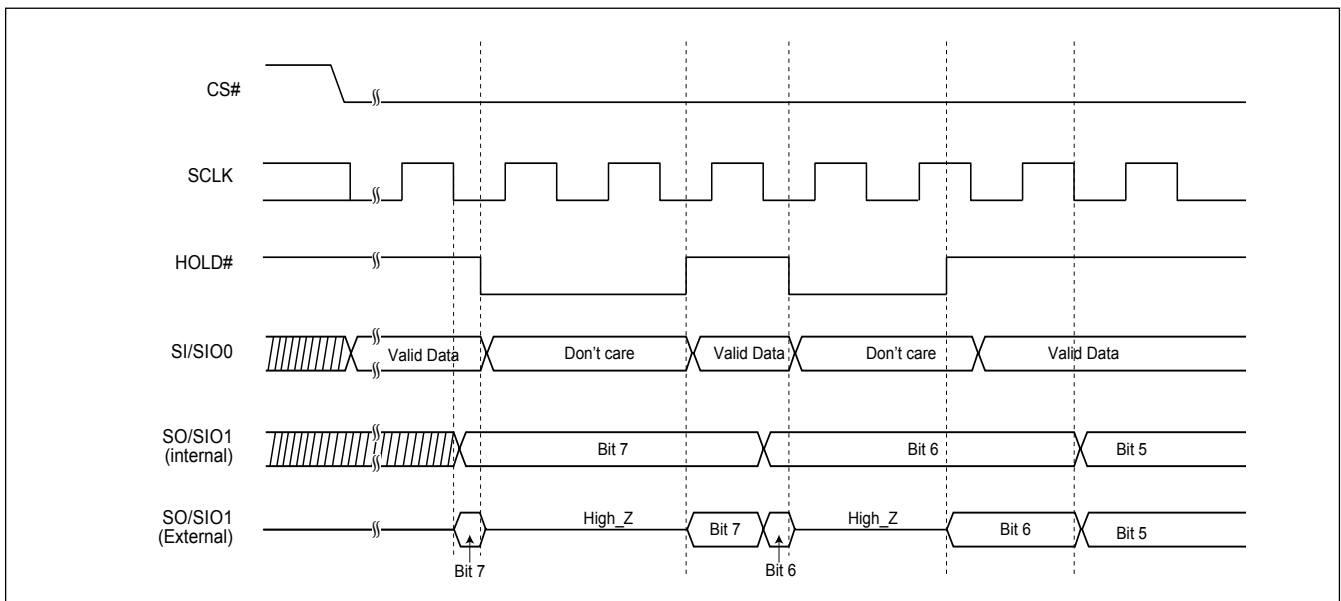 CS#
SCLK
HOLD#
SI/SIO0
Valid Data
Don't care
Valid Data
Don't care
Valid Data
SO/SIO1
(internal)
Bit 7
Bit 6
Bit 5
SO/SIO1
(External)
High_Z
Bit 7
High_Z
Bit 6
Bit 5
Bit 7
Bit 6